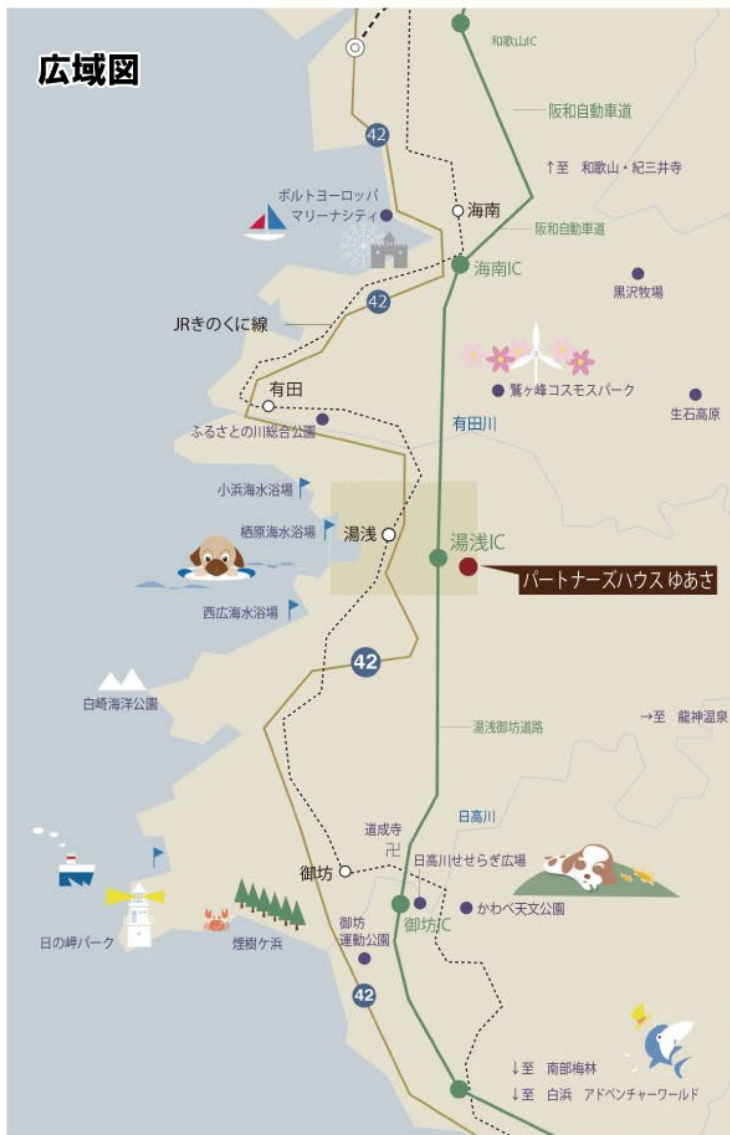 広域図
和歌山IC
阪和自動車道
42
↑至 和歌山・紀三井寺
ポルトヨーロッパ
マリーナシティ
海南
阪和自動車道
海南IC
黒沢牧場
42
JRきのくに線
有田
鷲ヶ峰コスモスパーク
生石高原
ふるさとの川総合公園
有田川
小浜海水浴場
栖原海水浴場
湯浅
湯浅IC
パートナーズハウス ゆあさ
西広海水浴場
42
白崎海洋公園
→至 龍神温泉
湯浅御坊道路
日高川
道成寺
卍
日高川せせらぎ広場
御坊
かわべ天文公園
御坊IC
御坊
運動公園
日の岬パーク
煙樹ケ浜
42
↓至 南部梅林
↓至 白浜 アドベンチャーワールド